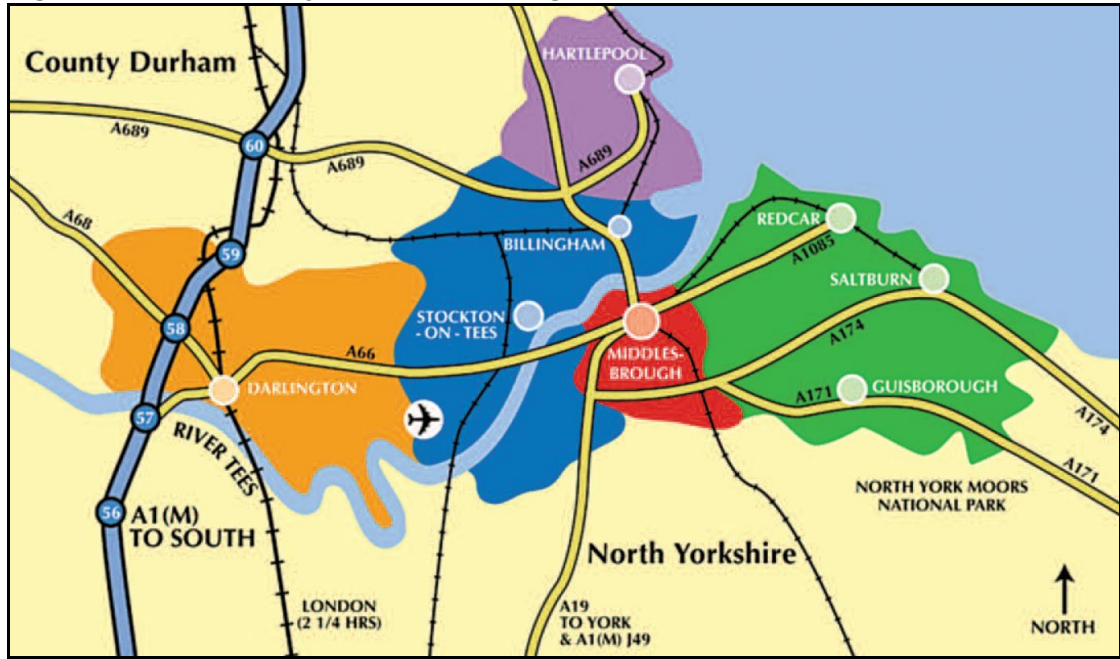 HARTLEPOOL
County Durham
A689
60
A689
A689
A68
REDCAR
BILLINGHAM
A1085
59
SALTBURN
STOCKTON
- ON - TEES
58
A66
MIDDLES-
BROUGH
A174
DARLINGTON
A171
GUISBOROUGH
57
A174
RIVER TEES
A171
56
A1(M)
TO SOUTH
NORTH YORK MOORS
NATIONAL PARK
North Yorkshire
LONDON
(2 1/4 HRS)
A19
TO YORK
& A1(M) J49
NORTH